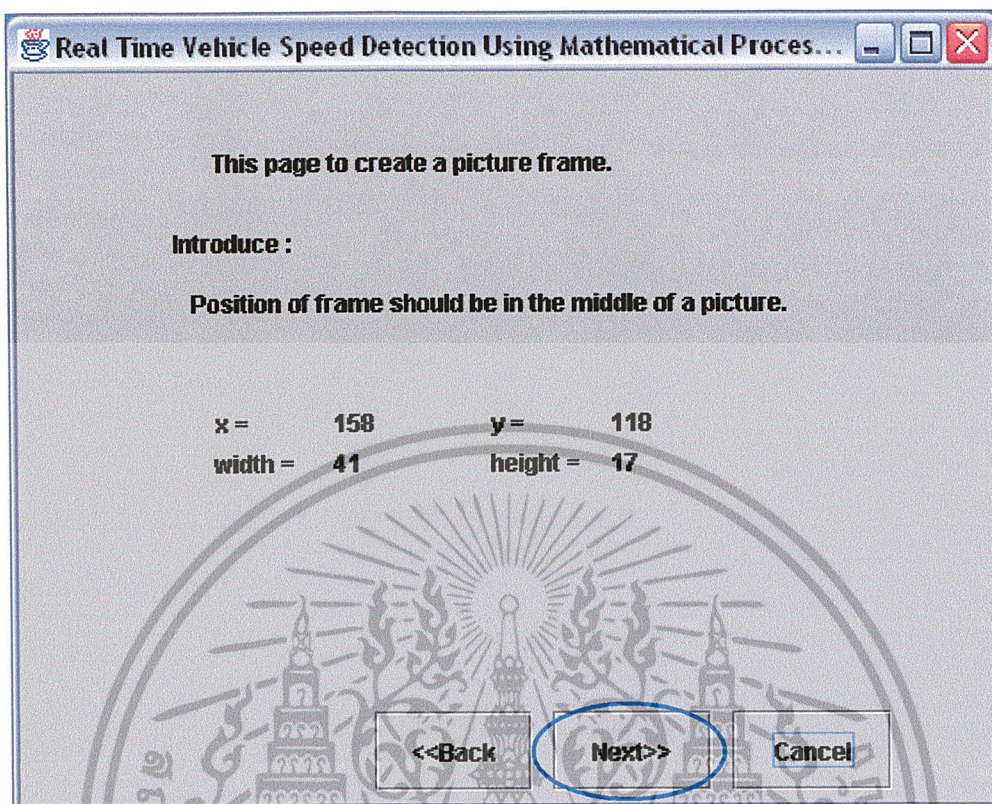 Real Time Vehicle Speed Detection Using Mathematical Proces...
This page to create a picture frame.
Introduce :
Position of frame should be in the middle of a picture.
x = 158 y = 118
width = 41 height = 17
<<Back Next>> Cancel